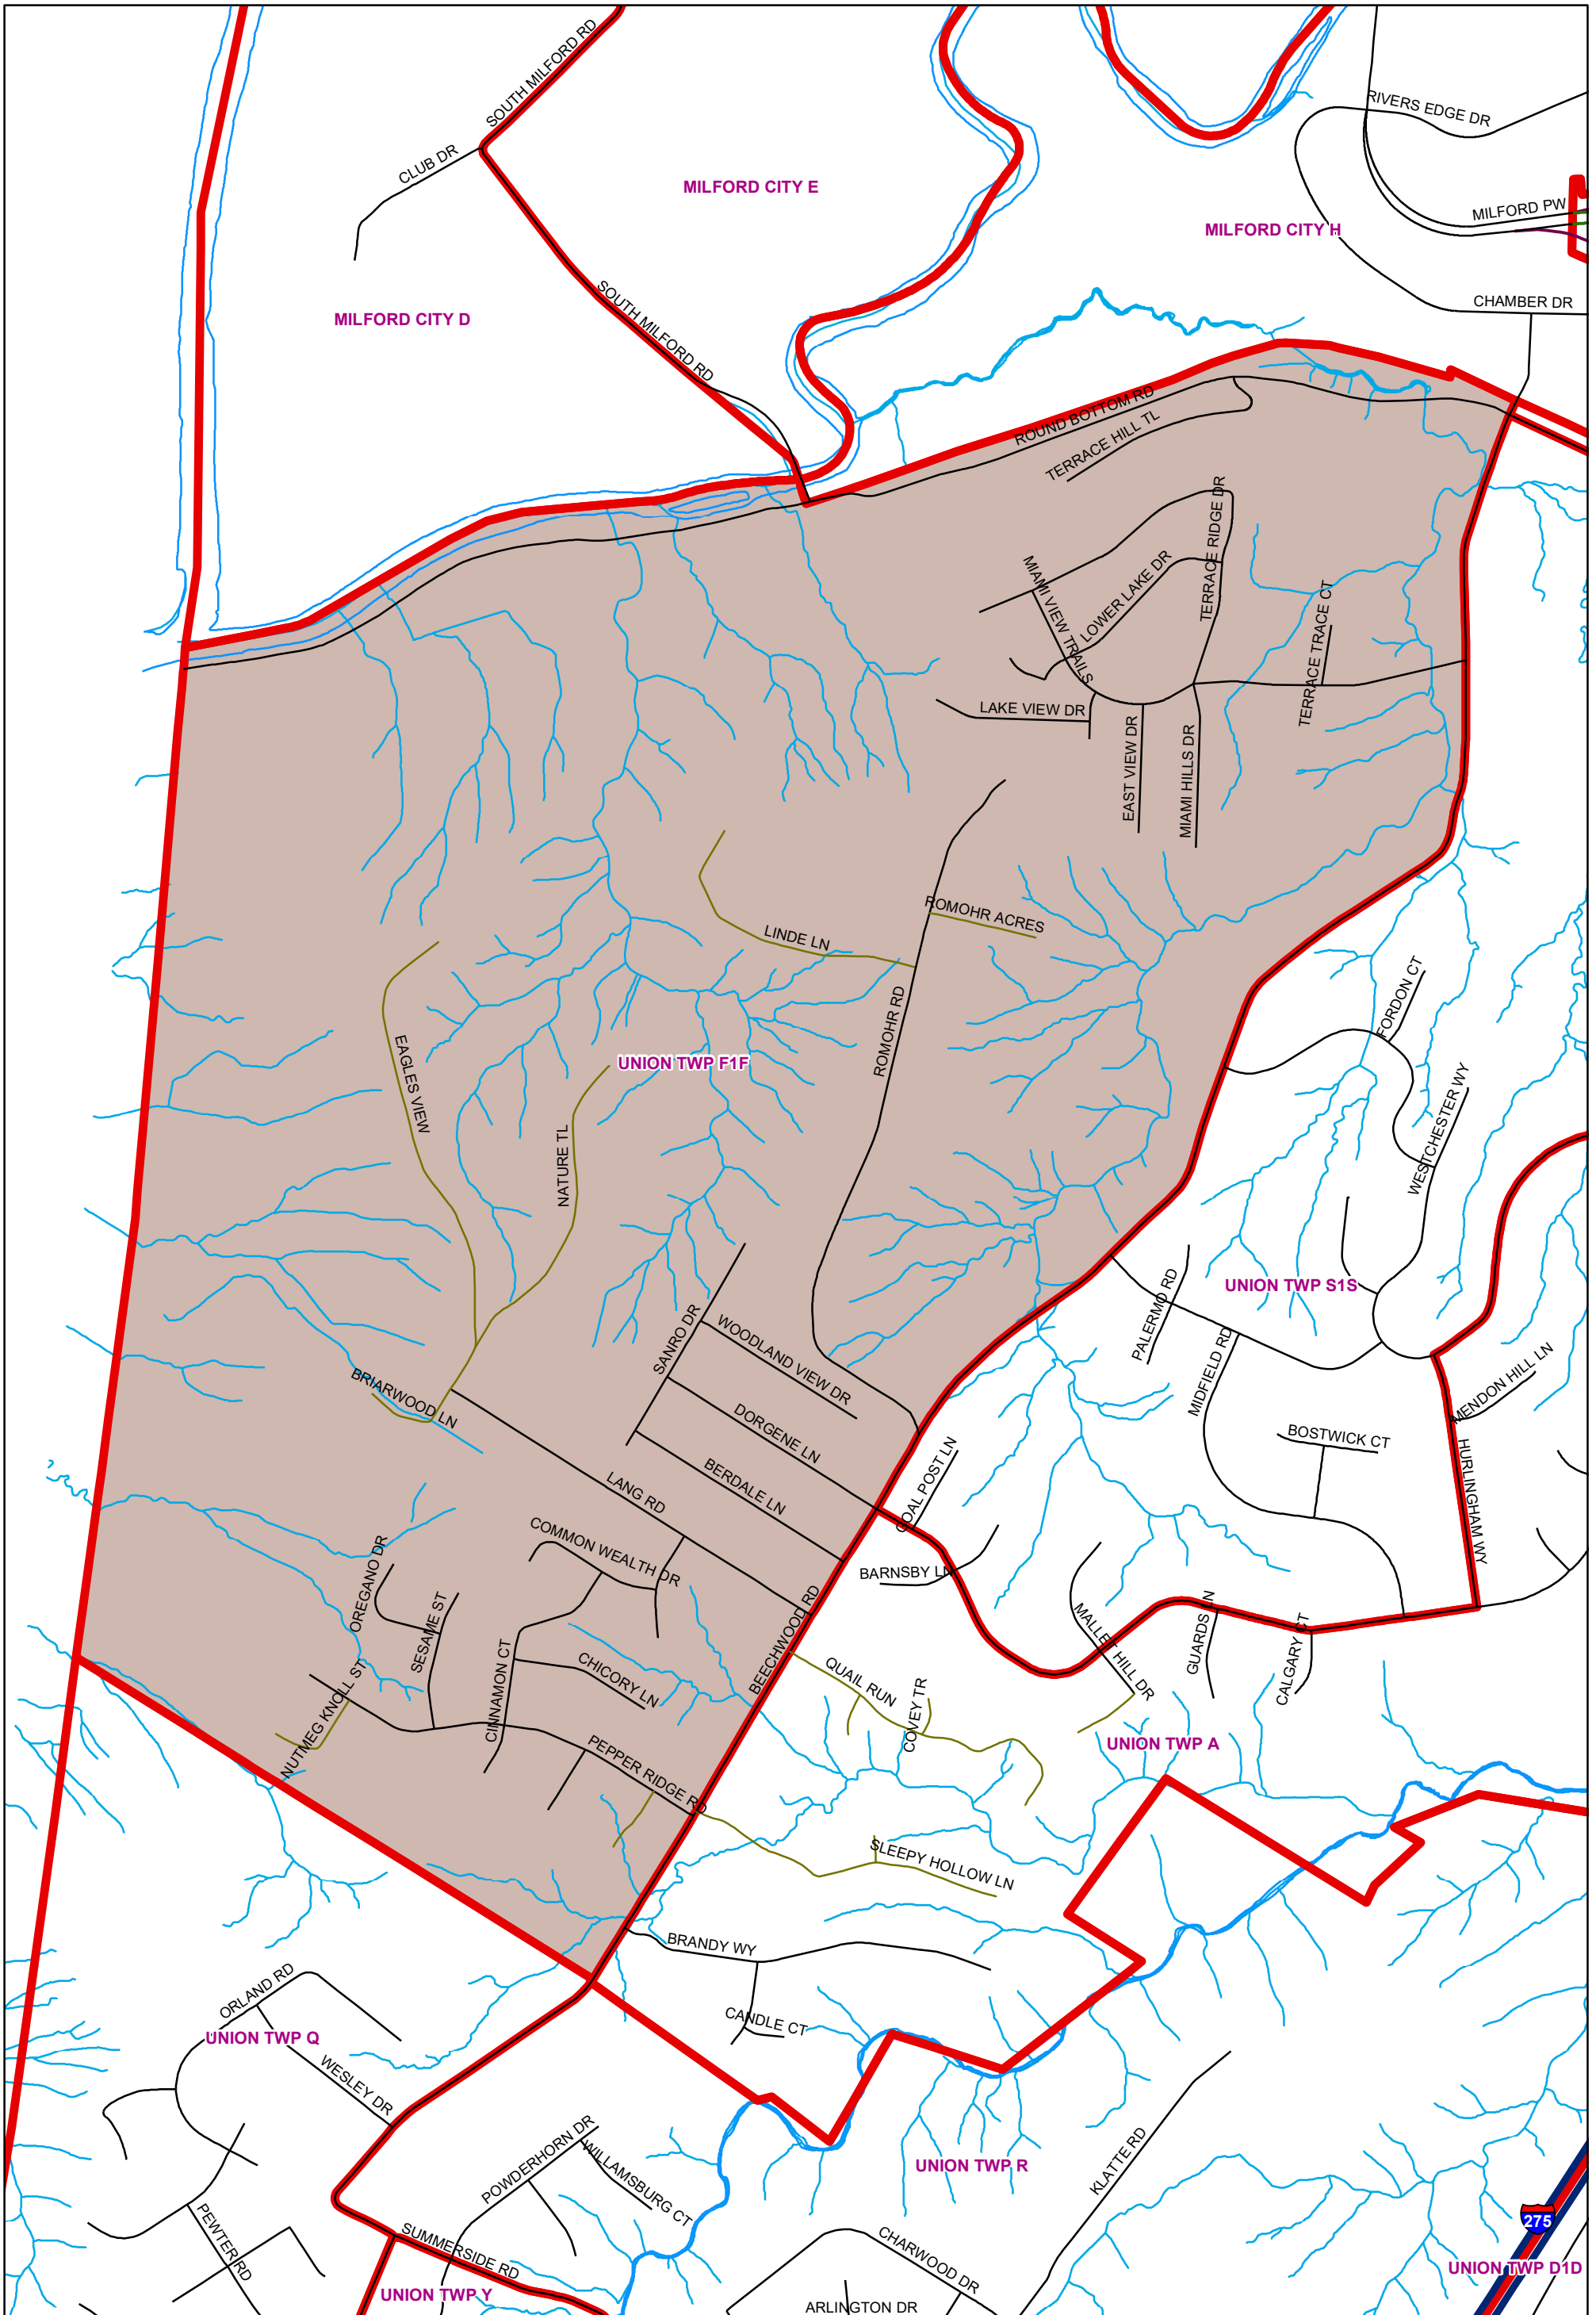 SOUTH MILFORD RD
CLUB DR
RIVERS EDGE DR
MILFORD CITY E
MILFORD PW
MILFORD CITY H
SOUTH MILFORD RD
CHAMBER DR
MILFORD CITY D
ROUND BOTTOM RD
TERRACE HILL TL
TERRACE RIDGE DR
MIAMI VIEW TRAILS
LOWER LAKE DR
TERRACE TRACE CT
LAKE VIEW DR
EAST VIEW DR
MIAMI HILLS DR
ROMOHR ACRES
LINDE LN
FORDON CT
ROMOHR RD
EAGLES VIEW
UNION TWP F1F
WESTCHESTER WY
NATURE TL
UNION TWP S1S
PALERMO RD
SANRO DR
WOODLAND VIEW DR
MIDFIELD RD
MENDON HILL LN
BRIARWOOD LN
DORGENE LN
BOSTWICK CT
GOAL POST LN
BERDALE LN
LANG RD
HURLINGHAM WY
COMMON WEALTH DR
OREGANO DR
BARNSBY LN
SESAME ST
BEECHWOOD RD
MALLET HILL DR
GUARDS LN
CALGARY CT
CINNAMON CT
CHICORY LN
QUAIL RUN
COVEY TR
NUTMEG KNOLL ST
UNION TWP A
PEPPER RIDGE RD
SLEEPY HOLLOW LN
BRANDY WY
ORLAND RD
CANDLE CT
UNION TWP Q
WESLEY DR
POWDERHORN DR
WILLAMSBURG CT
UNION TWP R
KLATTE RD
PEWTER RD
275
SUMMERSIDE RD
CHARWOOD DR
UNION TWP D1D
UNION TWP Y
ARLINGTON DR